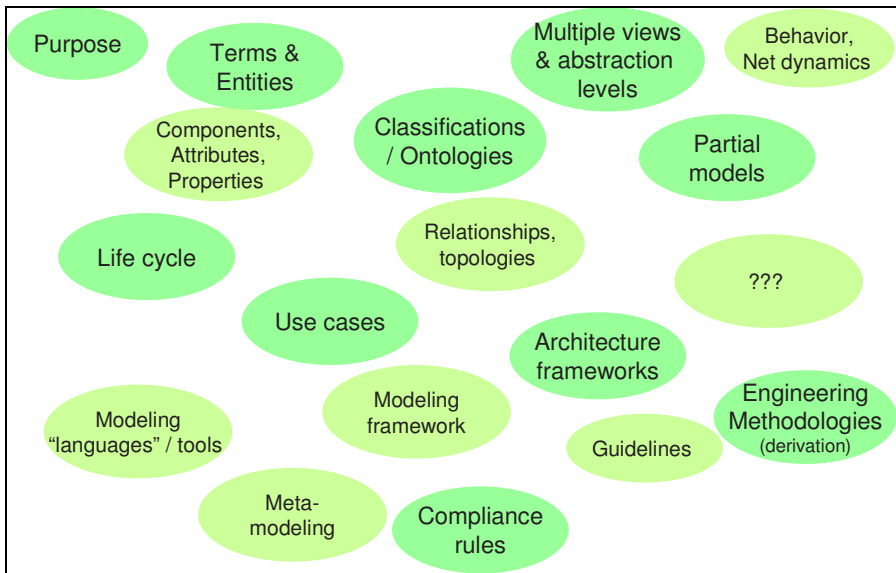 Purpose
Terms &
Entities
Multiple views
& abstraction
levels
Behavior,
Net dynamics
Components,
Attributes,
Properties
Classifications
/ Ontologies
Partial
models
Life cycle
Relationships,
topologies
???
Use cases
Architecture
frameworks
Modeling
“languages” / tools
Modeling
framework
Guidelines
Engineering
Methodologies
(derivation)
Meta-
modeling
Compliance
rules